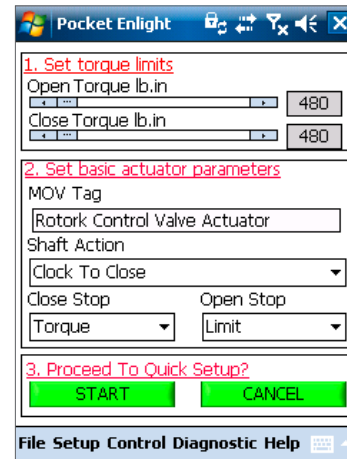 Pocket Enlight
1. Set torque limits
Open Torque lb.in
480
Close Torque lb.in
480
2. Set basic actuator parameters
MOV Tag
Rotork Control Valve Actuator
Shaft Action
Clock To Close
Close Stop Open Stop
Torque Limit
3. Proceed To Quick Setup?
START CANCEL
File Setup Control Diagnostic Help